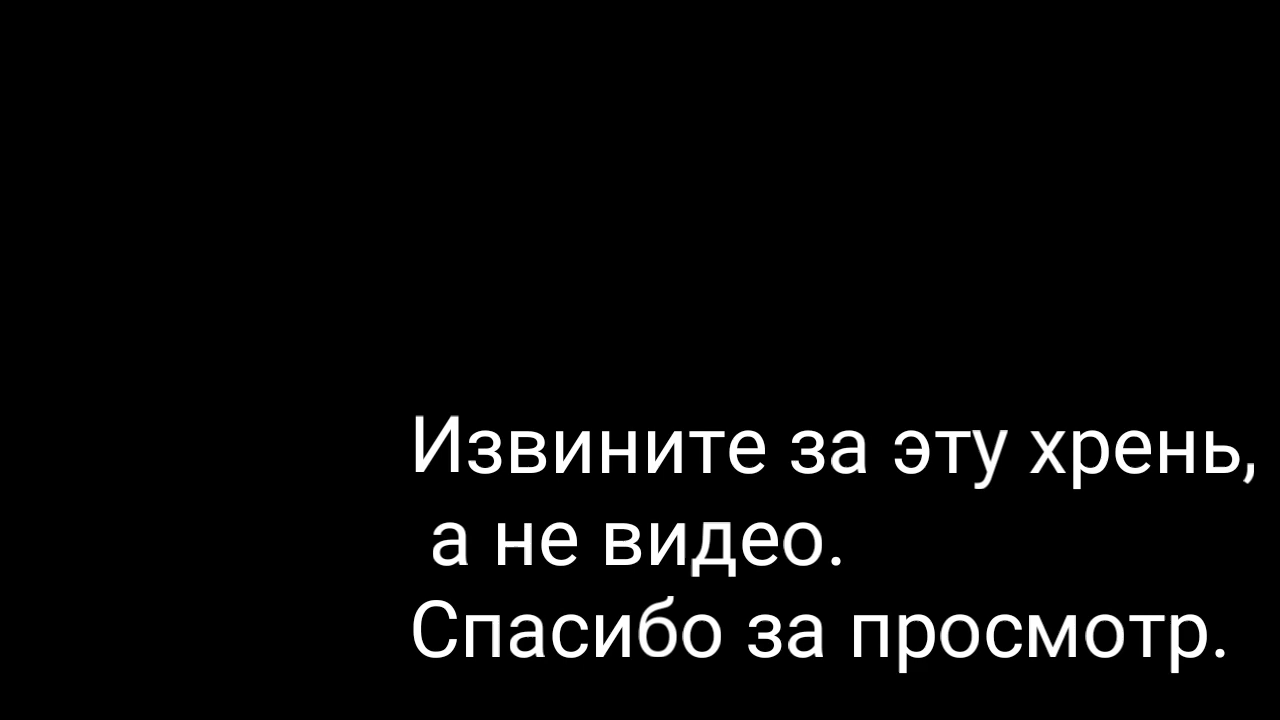 Извините за эту хрень,
а не видео.
Спасибо за просмотр.